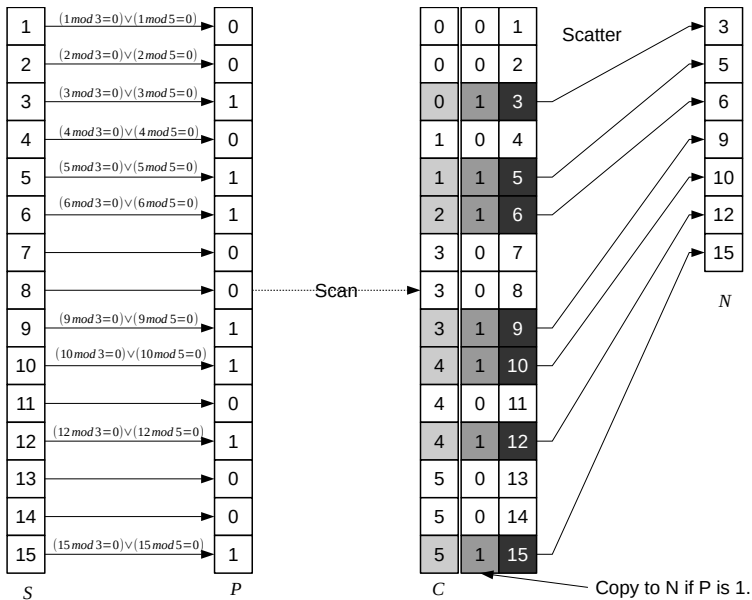 1 (1 mod 3=0)∨(1 mod 5=0) 0 0 0 1 Scatter 3
2 (2 mod 3=0)∨(2 mod 5=0) 0 0 0 2 5
3 (3 mod 3=0)∨(3 mod 5=0) 1 0 1 3 6
4 (4 mod 3=0)∨(4 mod 5=0) 0 1 0 4 9
5 (5 mod 3=0)∨(5 mod 5=0) 1 1 1 5 10
6 (6 mod 3=0)∨(6 mod 5=0) 1 2 1 6 12
7 0 3 0 7 15
8 0 Scan 3 0 8 N
9 (9 mod 3=0)∨(9 mod 5=0) 1 3 1 9
10 (10 mod 3=0)∨(10 mod 5=0) 1 4 1 10
11 0 4 0 11
12 (12 mod 3=0)∨(12 mod 5=0) 1 4 1 12
13 0 5 0 13
14 0 5 0 14
15 (15 mod 3=0)∨(15 mod 5=0) 1 5 1 15
S P C Copy to N if P is 1.